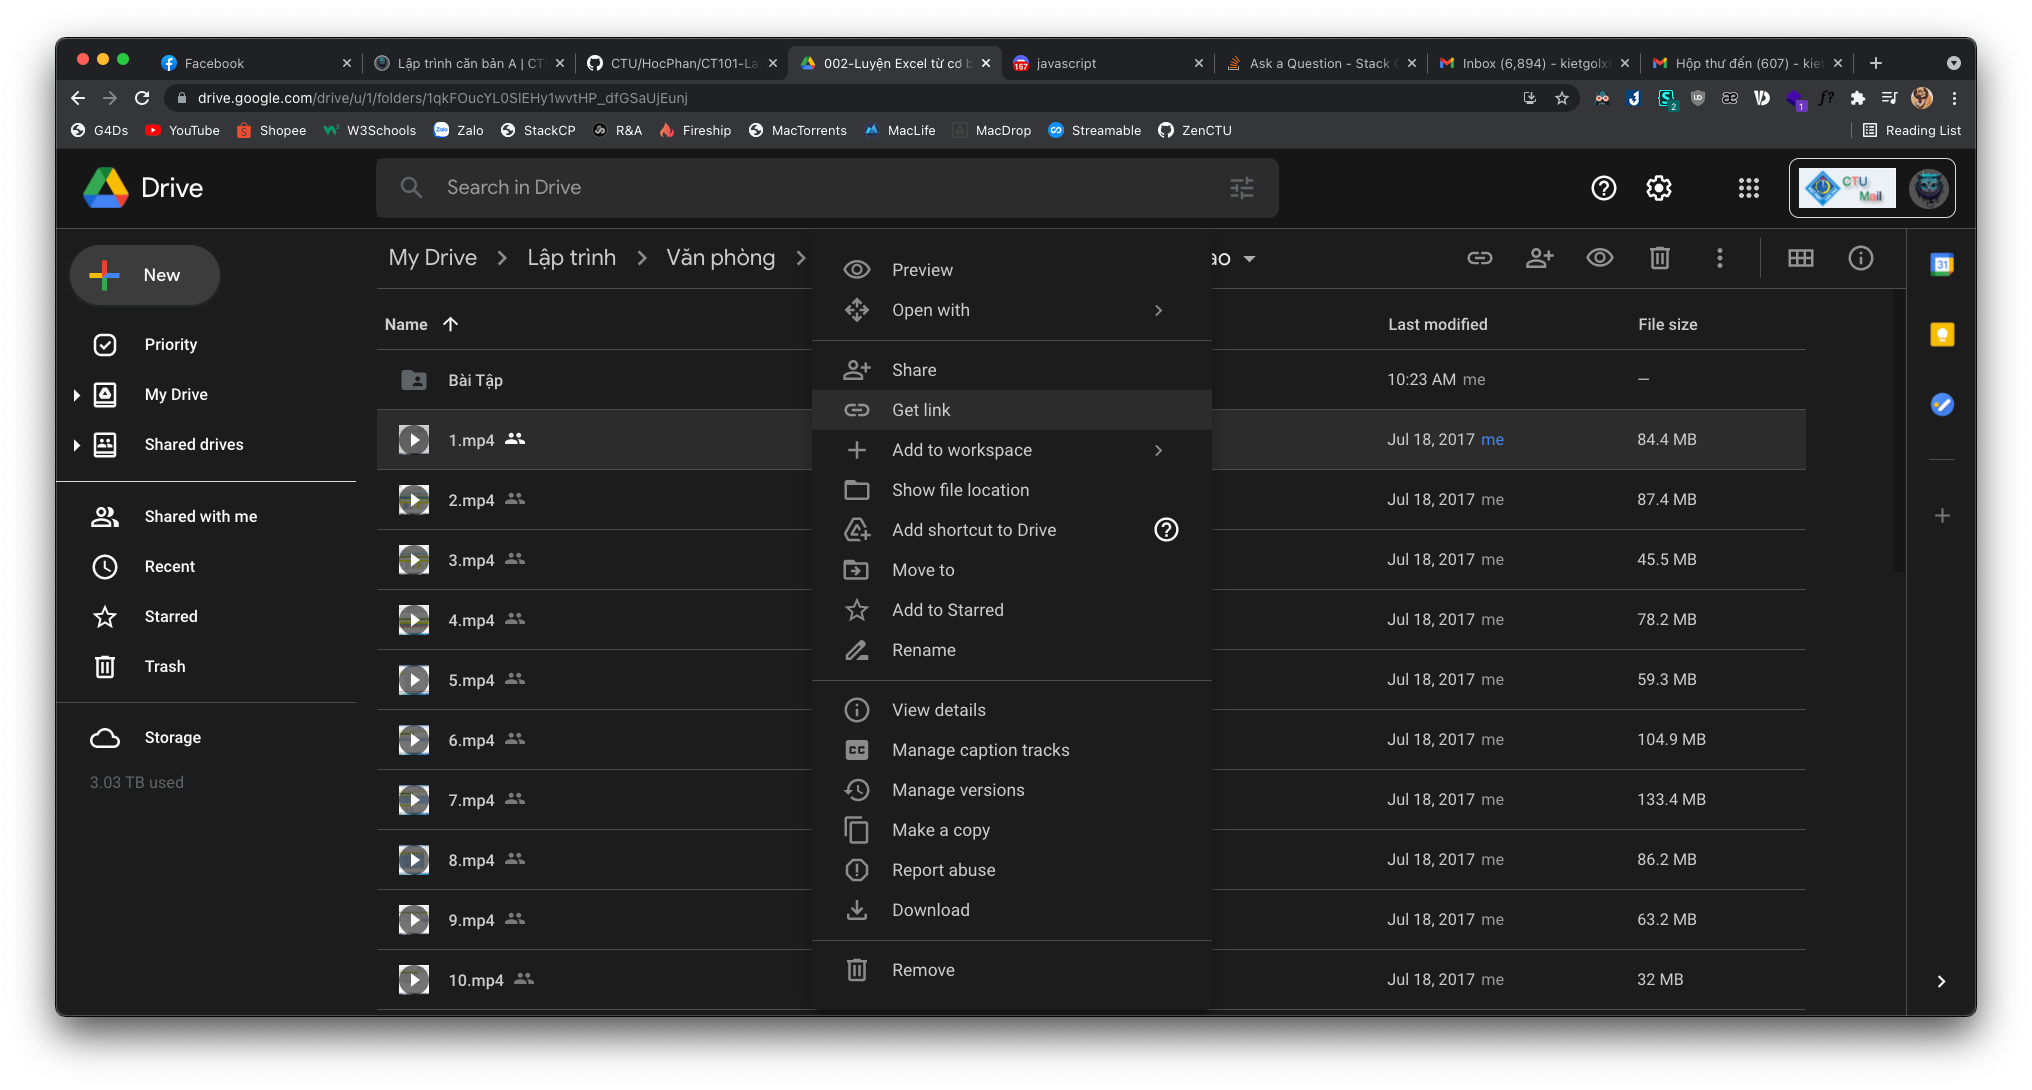 Facebook
Lập trình căn bản A | CT
CTU/HocPhan/CT101-La
002-Luyện Excel từ cơ b
167 javascript
Ask a Question - Stack
Inbox (6,894) - kietgolx
Hộp thư đến (607) - kiet
drive.google.com/drive/u/1/folders/1qkFOucYL0SlEHy1wvtHP_dfGSaUjEunj
2
1
f?
G4Ds
YouTube
Shopee
W3Schools
Zalo
StackCP
R&A
Fireship
MacTorrents
MacLife
MacDrop
Streamable
ZenCTU
Reading List
Drive
Search in Drive
CTU
Mail
New
My Drive
Lập trình
Văn phòng
ao
Priority
My Drive
Shared drives
Shared with me
Recent
Starred
Trash
Storage
3.03 TB used
Name
Last modified
File size
Bài Tập
10:23 AM me
—
1.mp4
Jul 18, 2017 me
84.4 MB
2.mp4
Jul 18, 2017 me
87.4 MB
3.mp4
Jul 18, 2017 me
45.5 MB
4.mp4
Jul 18, 2017 me
78.2 MB
5.mp4
Jul 18, 2017 me
59.3 MB
6.mp4
Jul 18, 2017 me
104.9 MB
7.mp4
Jul 18, 2017 me
133.4 MB
8.mp4
Jul 18, 2017 me
86.2 MB
9.mp4
Jul 18, 2017 me
63.2 MB
10.mp4
Jul 18, 2017 me
32 MB
Preview
Open with
Share
Get link
Add to workspace
Show file location
Add shortcut to Drive
Move to
Add to Starred
Rename
View details
CC Manage caption tracks
Manage versions
Make a copy
Report abuse
Download
Remove
31